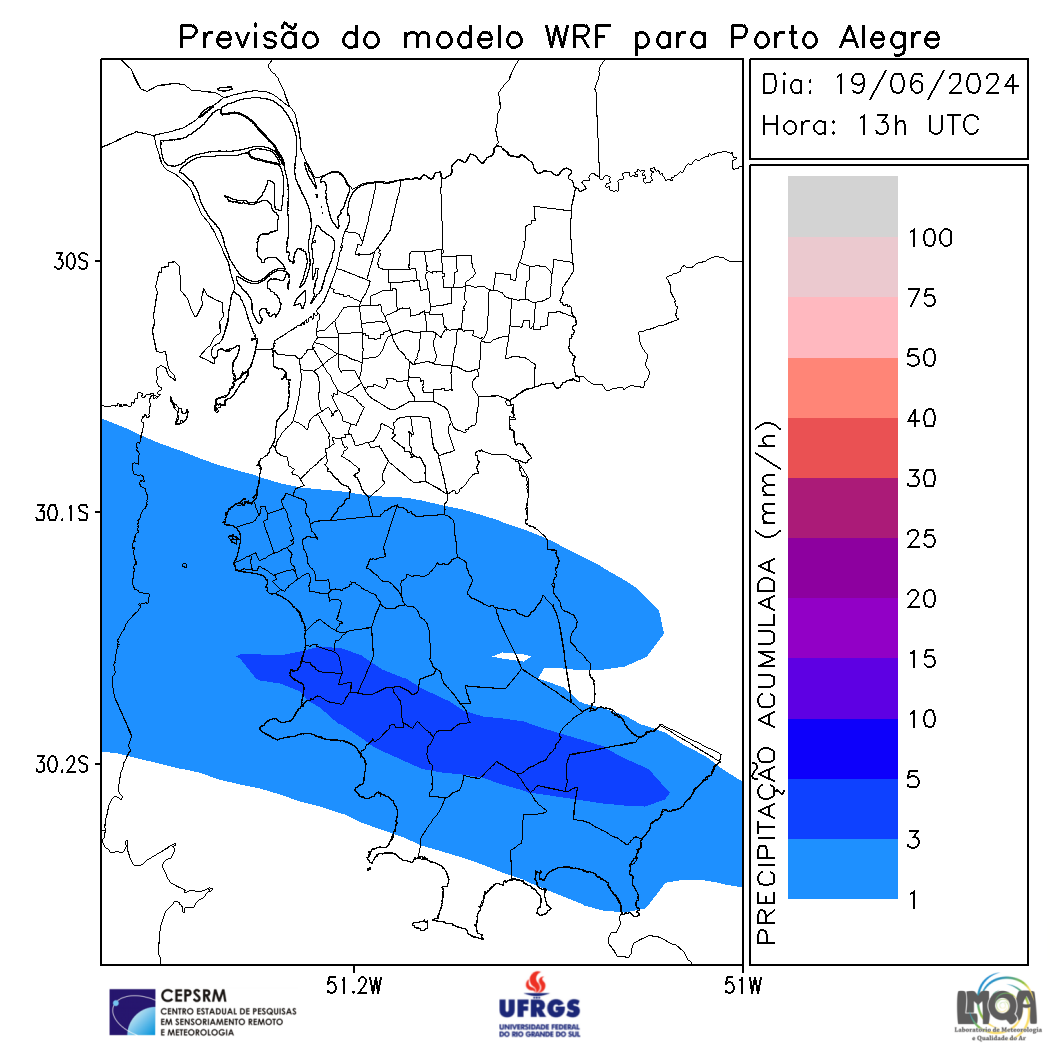 Previsão do modelo WRF para Porto Alegre
Dia: 19/06/2024
Hora: 13h UTC
100
75
50
40
30
25
20
15
10
5
3
1
PRECIPITAÇÃO ACUMULADA (mm/h)
30S
30.1S
30.2S
51.2W
51W
CEPSRM
CENTRO ESTADUAL DE PESQUISAS
EM SENSORIAMENTO REMOTO
E METEOROLOGIA
UFRGS
UNIVERSIDADE FEDERAL
DO RIO GRANDE DO SUL
LMQA
Laboratório de Meteorologia
e Qualidade do Ar